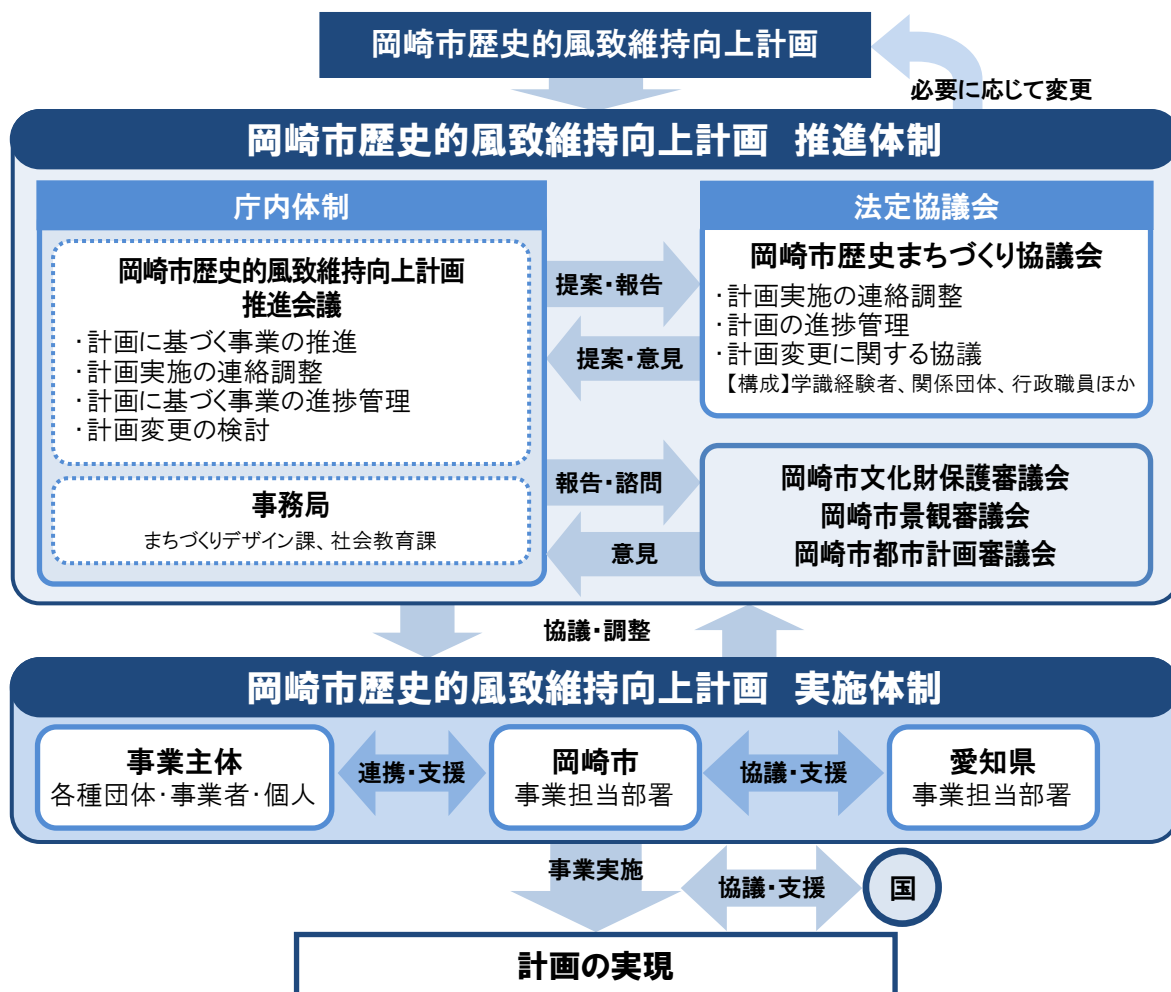 岡崎市歴史的風致維持向上計画
必要に応じて変更
岡崎市歴史的風致維持向上計画 推進体制
庁内体制
岡崎市歴史的風致維持向上計画
推進会議
・計画に基づく事業の推進
・計画実施の連絡調整
・計画に基づく事業の進捗管理
・計画変更の検討
事務局
まちづくりデザイン課、社会教育課
提案・報告
提案・意見
報告・諮問
意見
法定協議会
岡崎市歴史まちづくり協議会
・計画実施の連絡調整
・計画の進捗管理
・計画変更に関する協議
【構成】学識経験者、関係団体、行政職員ほか
岡崎市文化財保護審議会
岡崎市景観審議会
岡崎市都市計画審議会
協議・調整
岡崎市歴史的風致維持向上計画 実施体制
事業主体
各種団体・事業者・個人
連携・支援
岡崎市
事業担当部署
協議・支援
愛知県
事業担当部署
事業実施
協議・支援
国
計画の実現